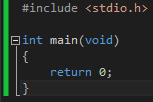 #include <stdio.h>
int main(void)
{
return 0;
}